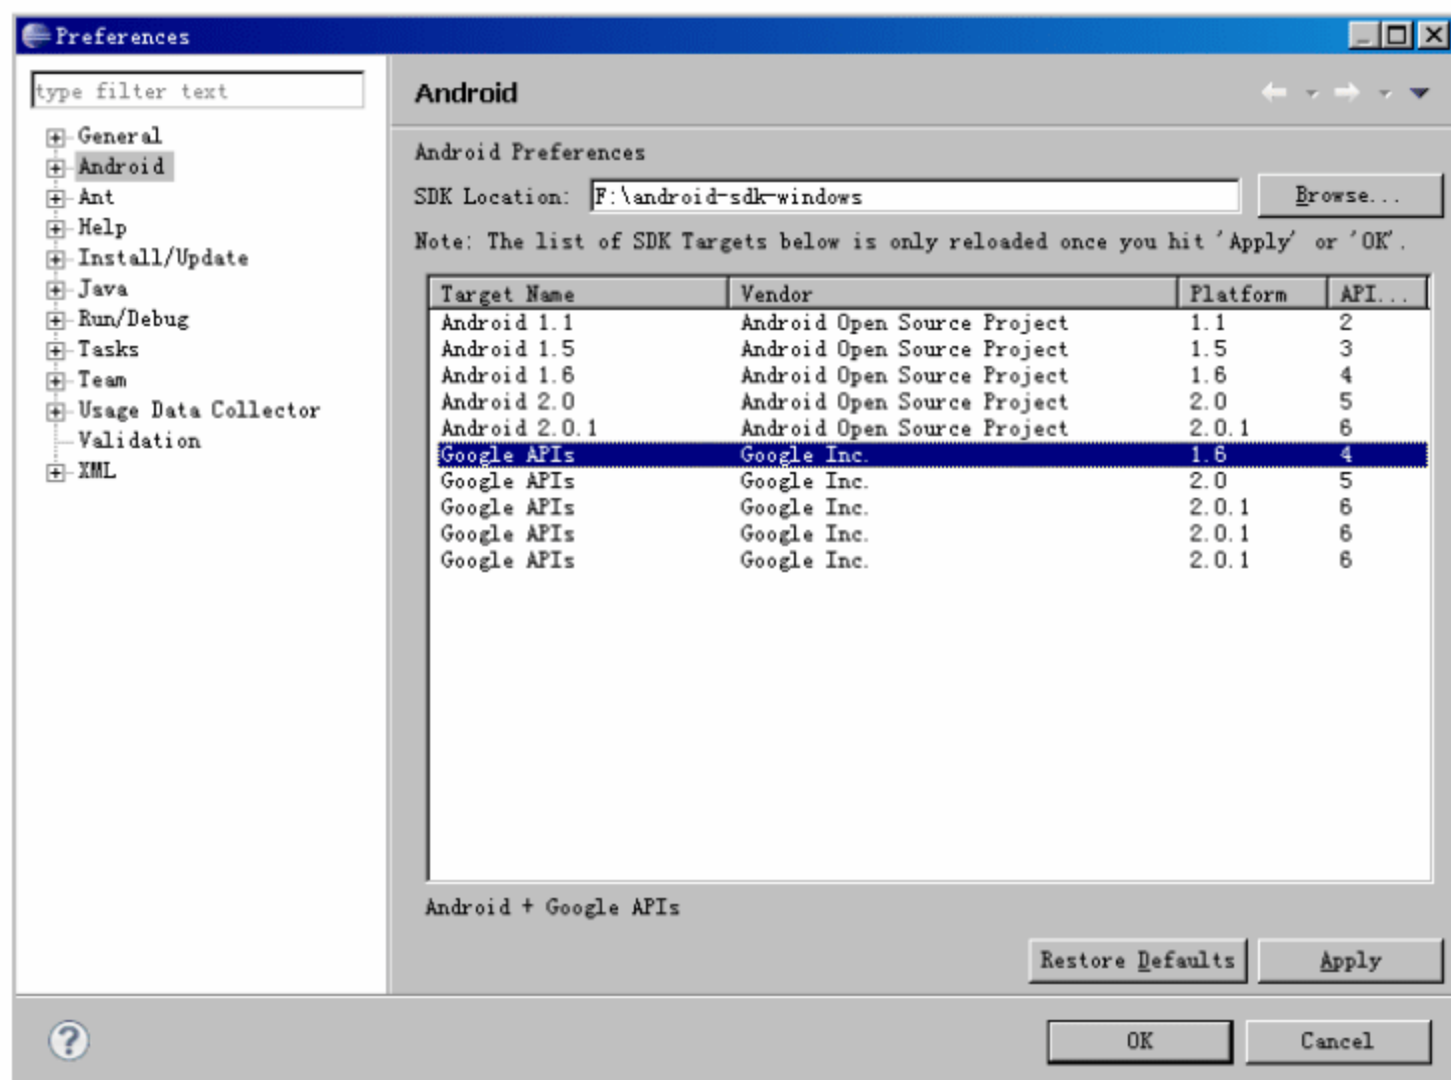 Preferences
type filter text
General
Android
Ant
Help
Install/Update
Java
Run/Debug
Tasks
Team
Usage Data Collector
Validation
XML
Android
Android Preferences
SDK Location: F:\android-sdk-windows Browse...
Note: The list of SDK Targets below is only reloaded once you hit 'Apply' or 'OK'.
Target Name Vendor Platform API...
Android 1.1 Android Open Source Project 1.1 2
Android 1.5 Android Open Source Project 1.5 3
Android 1.6 Android Open Source Project 1.6 4
Android 2.0 Android Open Source Project 2.0 5
Android 2.0.1 Android Open Source Project 2.0.1 6
Google APIs Google Inc. 1.6 4
Google APIs Google Inc. 2.0 5
Google APIs Google Inc. 2.0.1 6
Google APIs Google Inc. 2.0.1 6
Google APIs Google Inc. 2.0.1 6
Android + Google APIs
Restore Defaults Apply
? OK Cancel